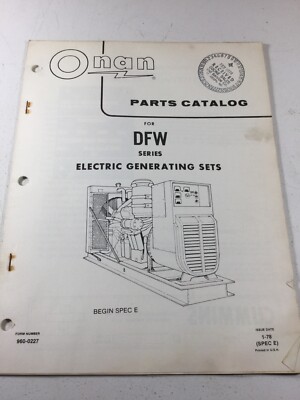 Onan
PARTS CATALOG
FOR
DFW
SERIES
ELECTRIC GENERATING SETS
BEGIN SPEC E
FORM NUMBER
960-0227
ISSUE DATE:
1-76
(SPEC E)
Printed in U.S.A.